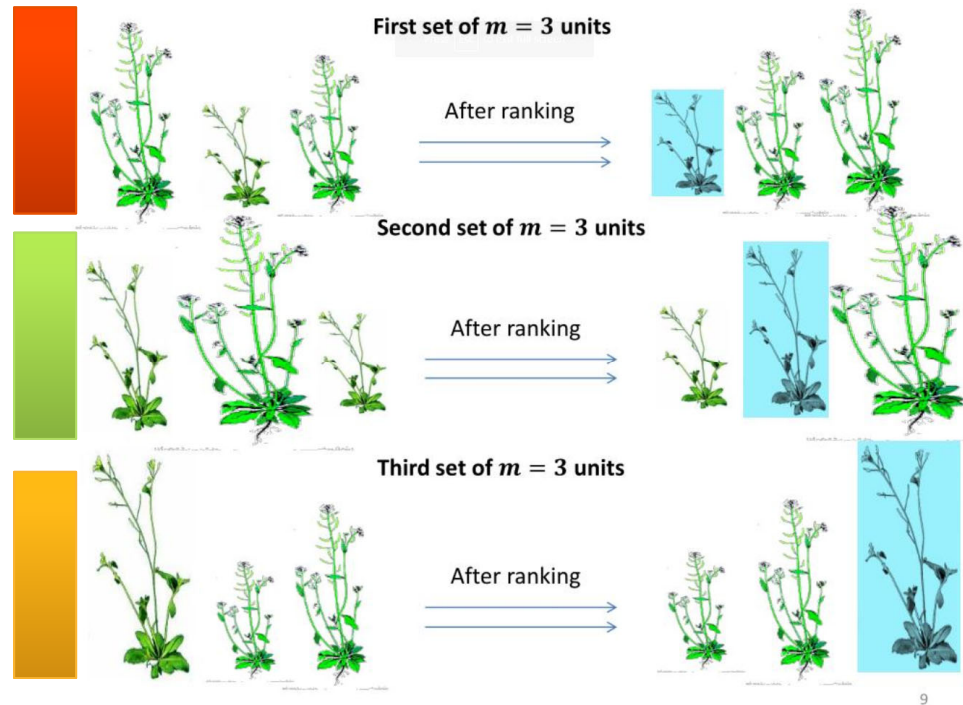 First set of 𝒎 = 𝟑 units
After ranking
Second set of 𝒎 = 𝟑 units
After ranking
Third set of 𝒎 = 𝟑 units
After ranking
9